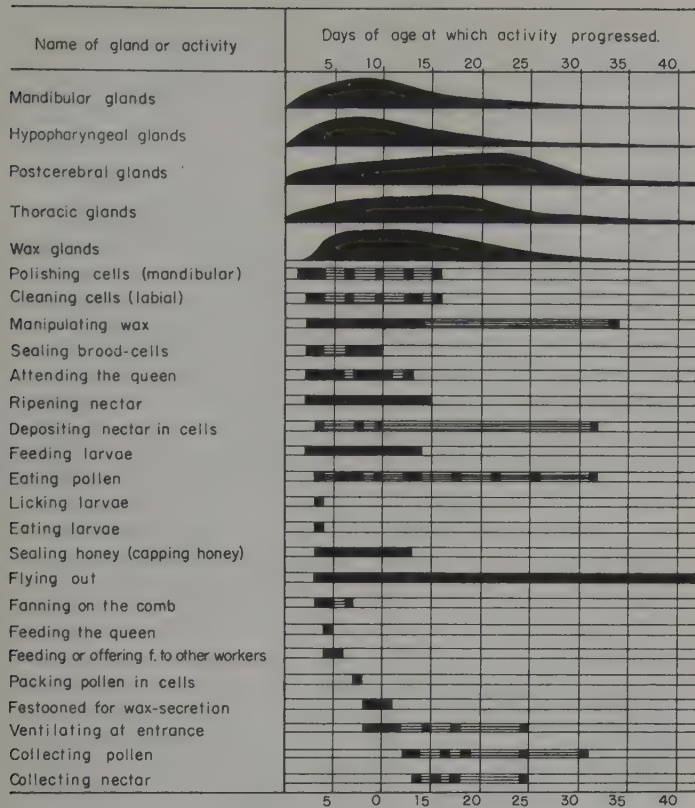 Name of gland or activity
Days of age at which activity progressed.
5 10 15 20 25 30 35 40
Mandibular glands
Hypopharyngeal glands
Postcerebral glands
Thoracic glands
Wax glands
Polishing cells (mandibular)
Cleaning cells (labial)
Manipulating wax
Sealing brood-cells
Attending the queen
Ripening nectar
Depositing nectar in cells
Feeding larvae
Eating pollen
Licking larvae
Eating larvae
Sealing honey (capping honey)
Flying out
Fanning on the comb
Feeding the queen
Feeding or offering f. to other workers
Packing pollen in cells
Festooned for wax-secretion
Ventilating at entrance
Collecting pollen
Collecting nectar
5 0 15 20 25 30 35 40